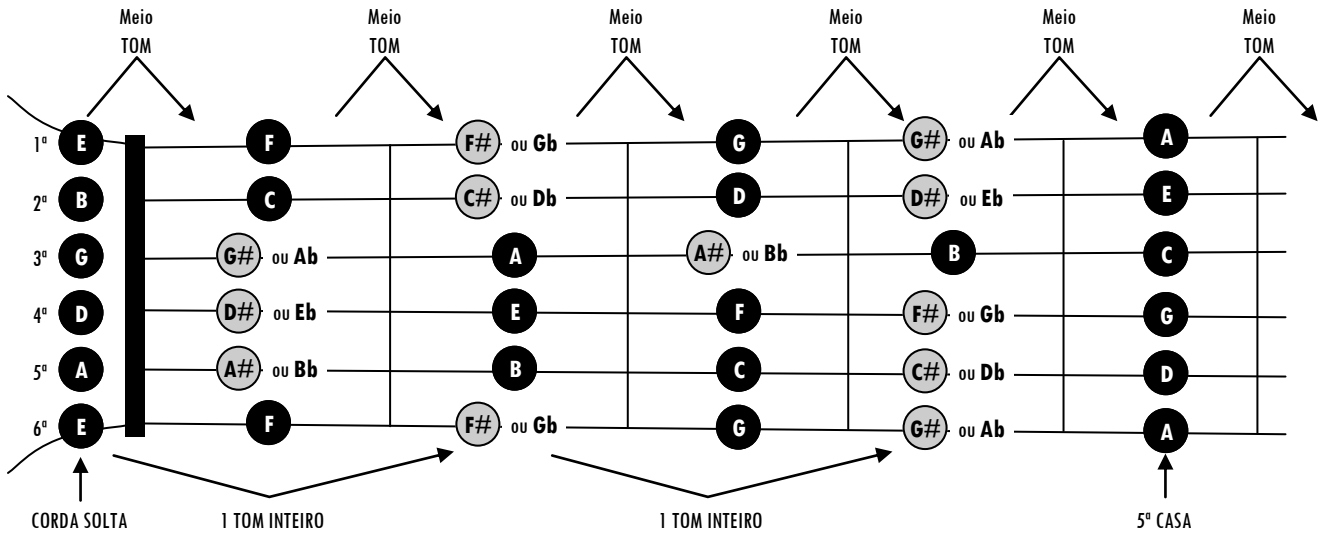 Meio Meio Meio Meio Meio Meio
TOM TOM TOM TOM TOM TOM
1ª E F F# ou Gb G G# ou Ab A
2ª B C C# ou Db D D# ou Eb E
3ª G G# ou Ab A A# ou Bb B C
4ª D D# ou Eb E F F# ou Gb G
5ª A A# ou Bb B C C# ou Db D
6ª E F F# ou Gb G G# ou Ab A
CORDA SOLTA 1 TOM INTEIRO 1 TOM INTEIRO 5ª CASA